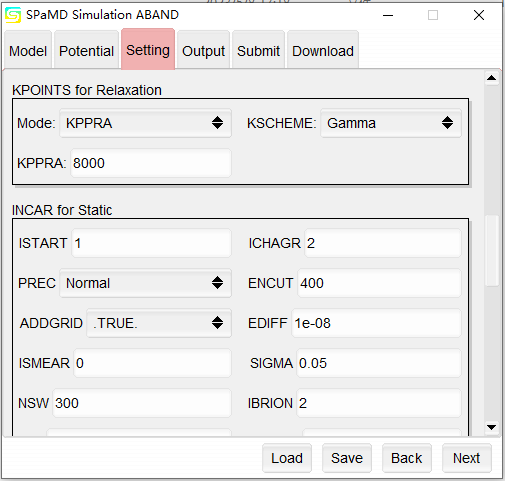 SPaMD Simulation ABAND
Model Potential Setting Output Submit Download
KPOINTS for Relaxation
Mode: KPPRA KSCHEME: Gamma
KPPRA: 8000
INCAR for Static
ISTART 1 ICHAGR 2
PREC Normal ENCUT 400
ADDGRID .TRUE. EDIFF 1e-08
ISMEAR 0 SIGMA 0.05
NSW 300 IBRION 2
Load Save Back Next